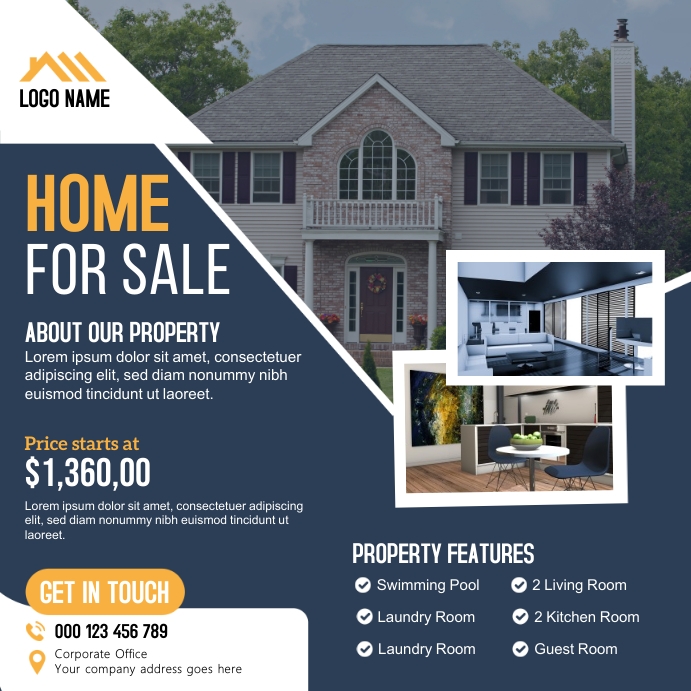 LOGO NAME
HOME
FOR SALE
ABOUT OUR PROPERTY
Lorem ipsum dolor sit amet, consectetuer
adipiscing elit, sed diam nonummy nibh
euismod tincidunt ut laoreet.
Price starts at
$1,360,00
Lorem ipsum dolor sit amet, consectetuer adipiscing
elit, sed diam nonummy nibh euismod tincidunt ut
laoreet.
GET IN TOUCH
000 123 456 789
Corporate Office
Your company address goes here
PROPERTY FEATURES
Swimming Pool
2 Living Room
Laundry Room
2 Kitchen Room
Laundry Room
Guest Room